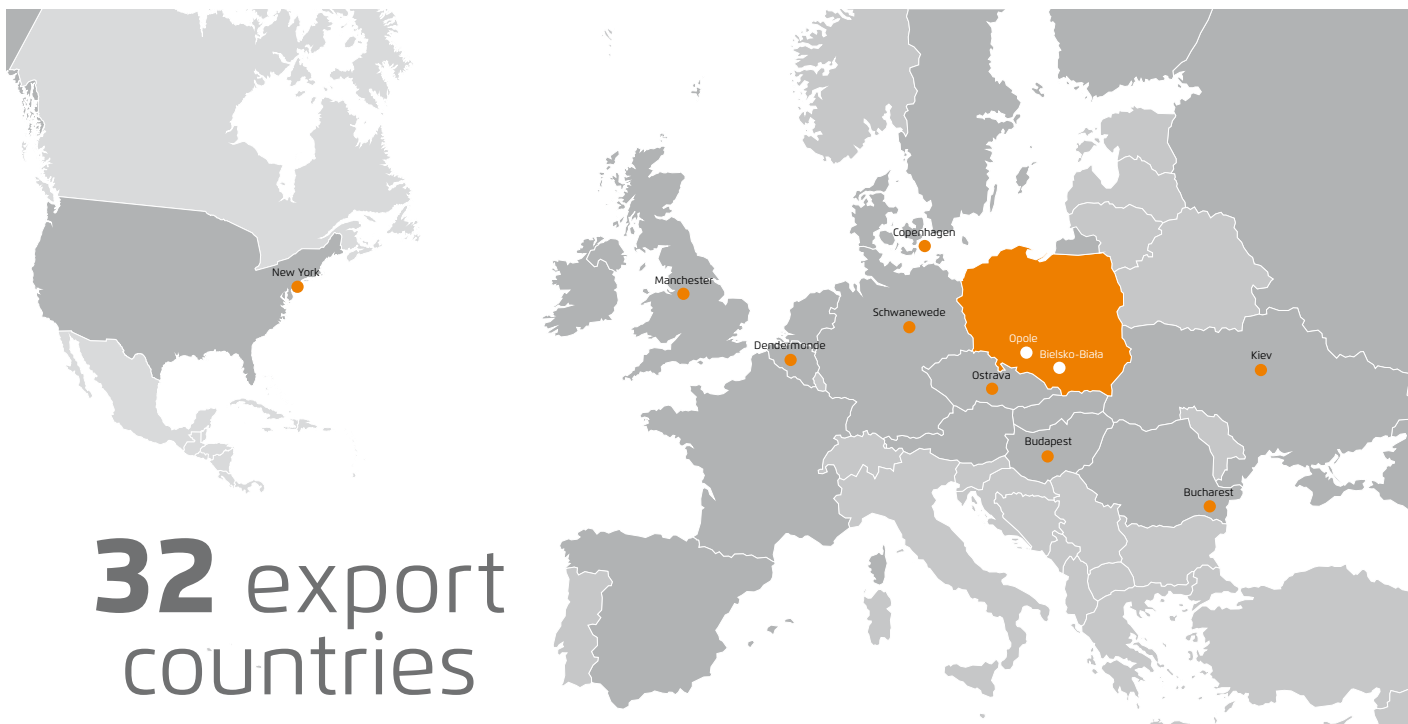 Copenhagen
New York
Manchester
Schwanewede
Opole
Dendermonde
Bielsko-Biała
Kiev
Ostrava
Budapest
Bucharest
32 export
countries